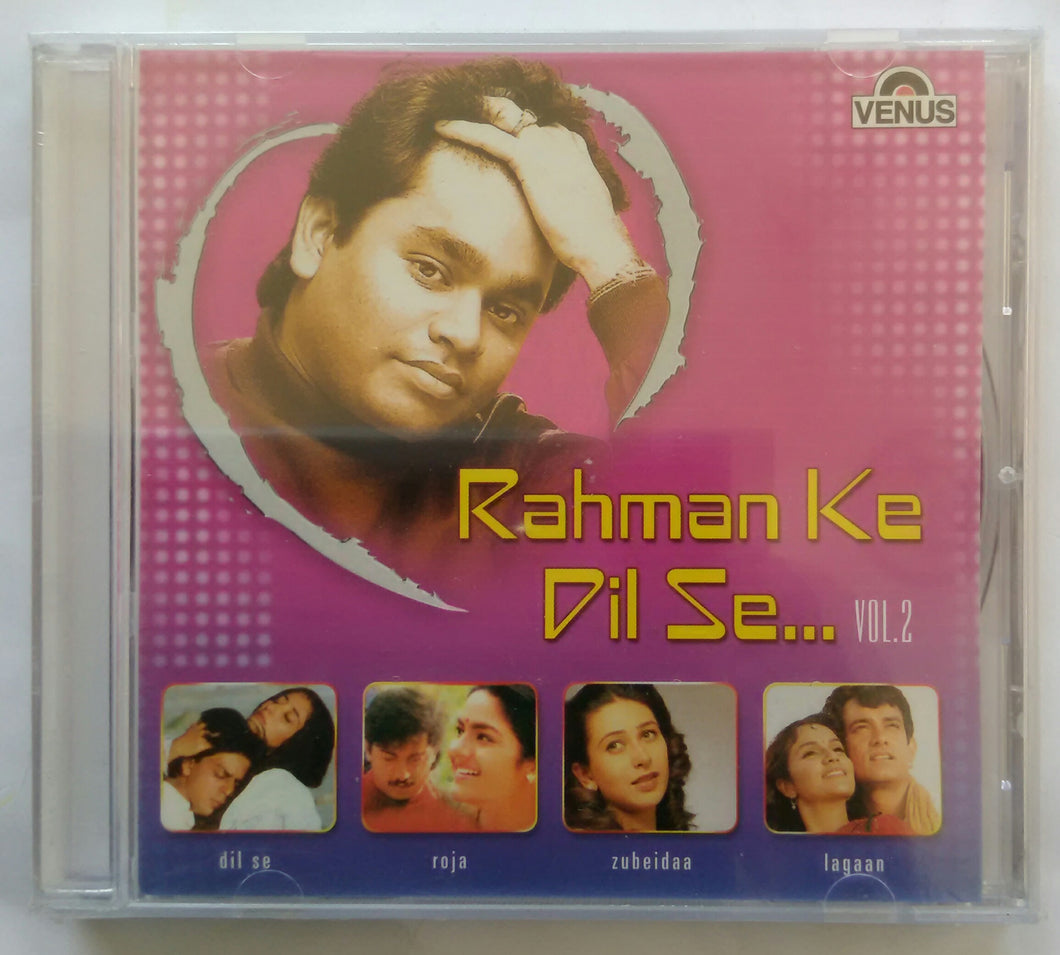 VENUS
Rahman Ke
Dil Se... VOL.2
dil se
roja
zubeidaa
lagaan